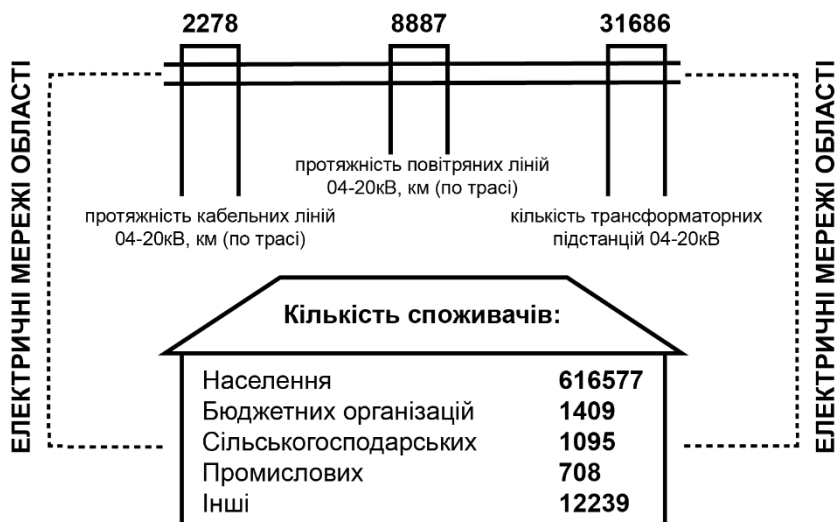 2278
8887
31686
ЕЛЕКТРИЧНІ МЕРЕЖІ ОБЛАСТІ
протяжність кабельних ліній
04-20кВ, км (по трасі)
протяжність повітряних ліній
04-20кВ, км (по трасі)
кількість трансформаторних
підстанцій 04-20кВ
ЕЛЕКТРИЧНІ МЕРЕЖІ ОБЛАСТІ
Кількість споживачів:
Населення 616577
Бюджетних організацій 1409
Сільськогосподарських 1095
Промислових 708
Інші 12239